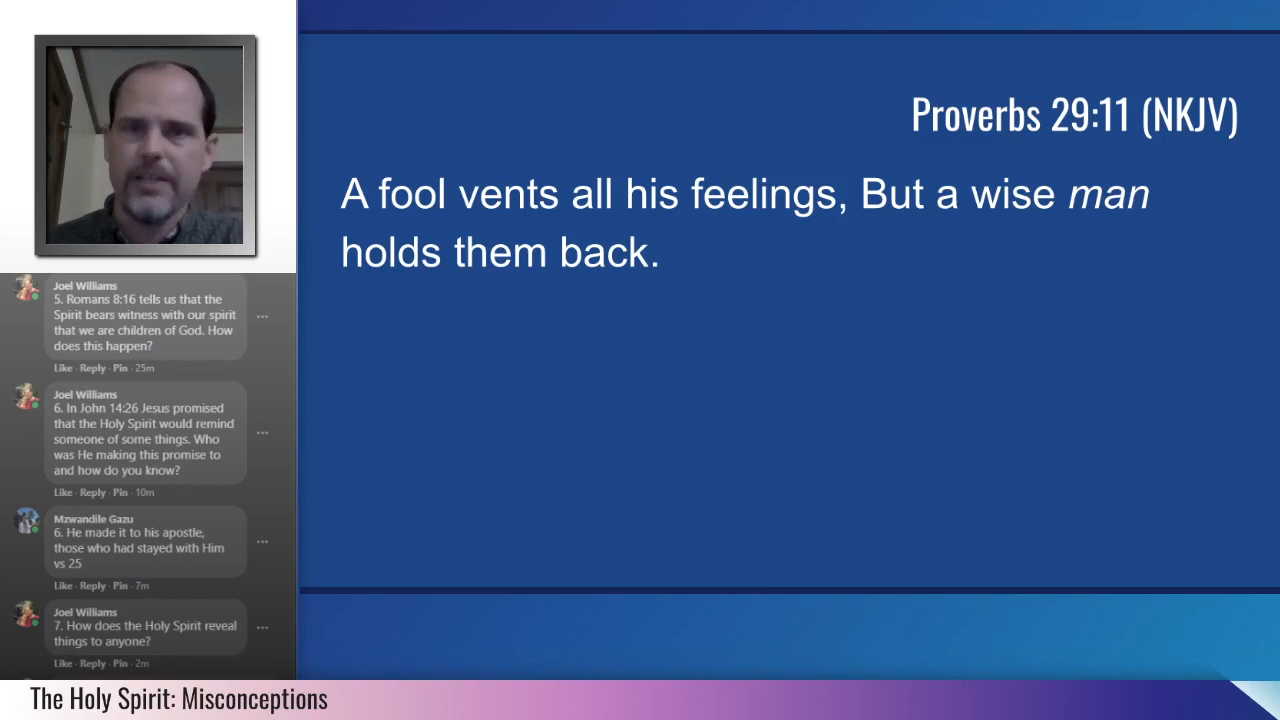 Proverbs 29:11 (NKJV)
A fool vents all his feelings, But a wise man
holds them back.
Joel Williams
5. Romans 8:16 tells us that the
Spirit bears witness with our spirit
that we are children of God. How
does this happen?
Like · Reply · Pin · 25m
Joel Williams
6. In John 14:26 Jesus promised
that the Holy Spirit would remind
someone of some things. Who
was He making this promise to
and how do you know?
Like · Reply · Pin · 10m
Mzwandile Gazu
6. He made it to his apostle,
those who had stayed with Him
vs 25
Like · Reply · Pin · 7m
Joel Williams
7. How does the Holy Spirit reveal
things to anyone?
Like · Reply · Pin · 2m
The Holy Spirit: Misconceptions